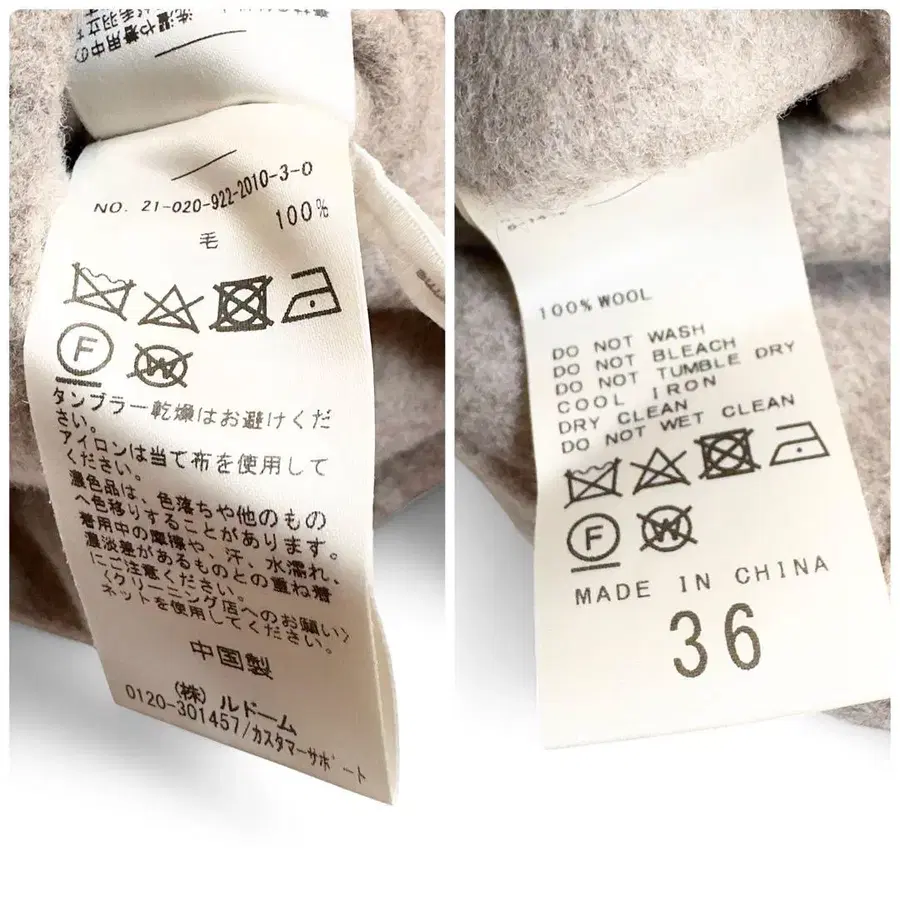 洗濯や着用中の
NO. 21-020-922-2010-3-0
毛 100%
F
W
タンブラー乾燥はお避けくだ
さい。
アイロンは当て布を使用して
ください。
濃色品は、色落ちや他のもの
へ色移りすることがあります。
着用中の摩擦や、汗、水濡れ、
濃淡差があるものとの重ね着
にご注意ください。
〈クリーニング店へのお願い〉
ネットを使用してください。
中国製
(株) ルドーム
0120-301457/カスタマーサポート
100% WOOL
DO NOT WASH
DO NOT BLEACH
DO NOT TUMBLE DRY
COOL IRON
DRY CLEAN
DO NOT WET CLEAN
F
W
MADE IN CHINA
36